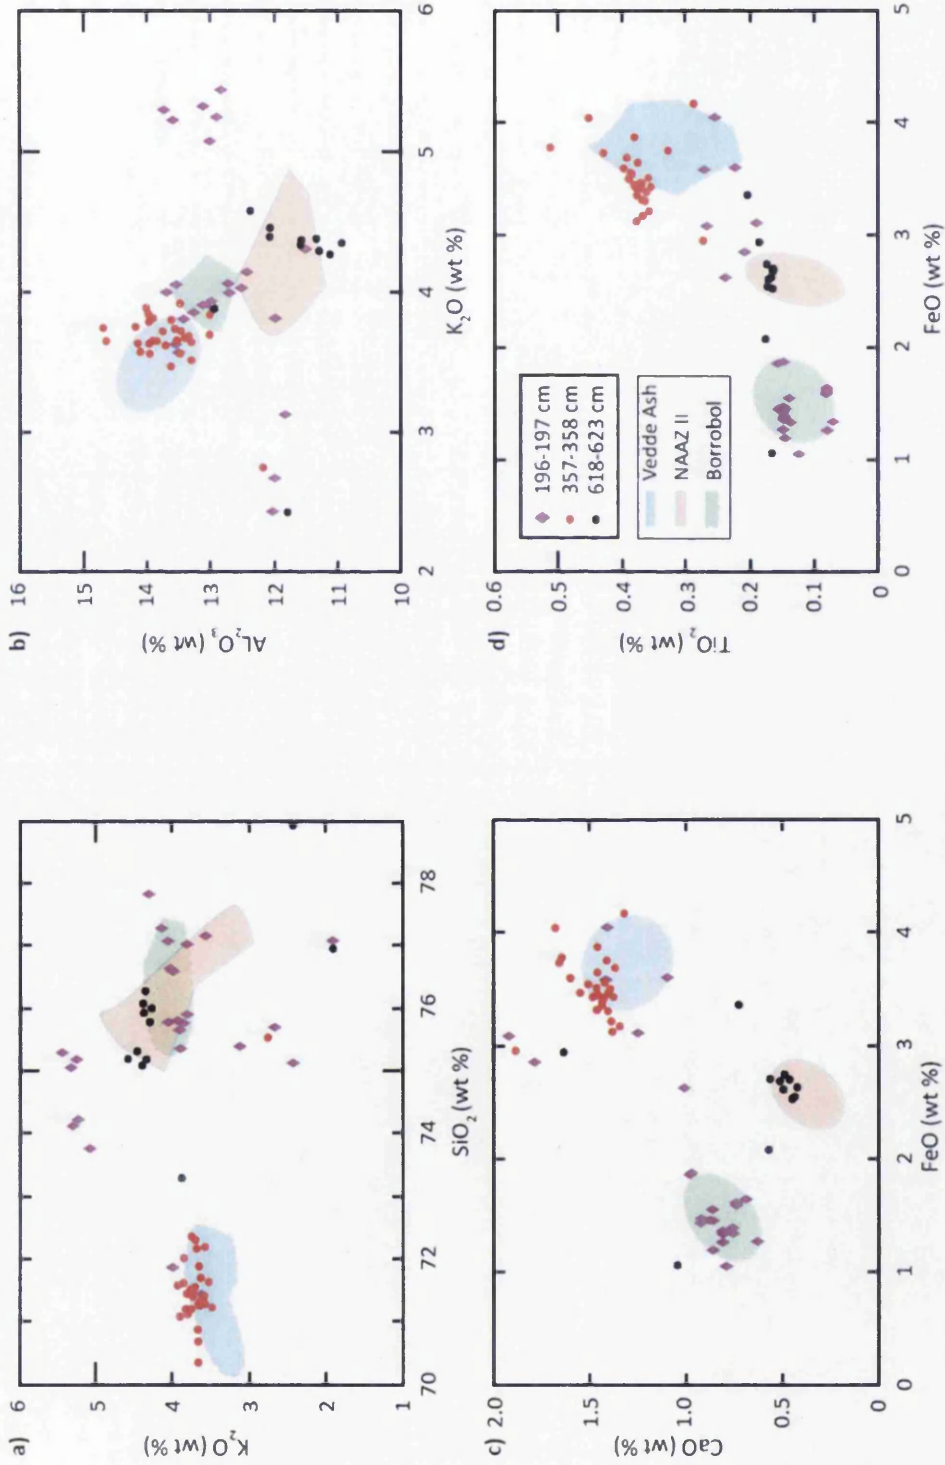 a)
6
5
4
3
2
1
K₂O (wt %)
70
72
74
76
78
SiO₂ (wt %)
b)
16
15
14
13
12
11
10
AL₂O₃ (wt %)
2
3
4
5
6
K₂O (wt %)
c)
2.0
1.5
1.0
0.5
0
CaO (wt %)
0
1
2
3
4
5
FeO (wt %)
d)
0.6
0.5
0.4
0.3
0.2
0.1
0
TiO₂ (wt %)
0
1
2
3
4
5
FeO (wt %)
196-197 cm
357-358 cm
618-623 cm
Vedde Ash
NAAZ II
Borrobol